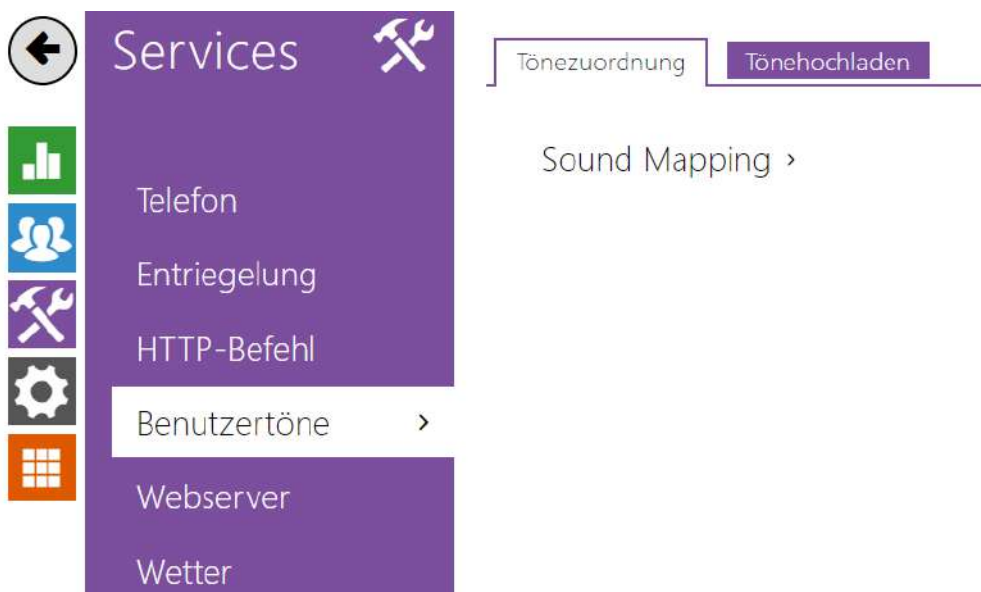 Services
Telefon
Entriegelung
HTTP-Befehl
Benutzertöne
Webserver
Wetter
Tönezuordnung
Tönehochladen
Sound Mapping